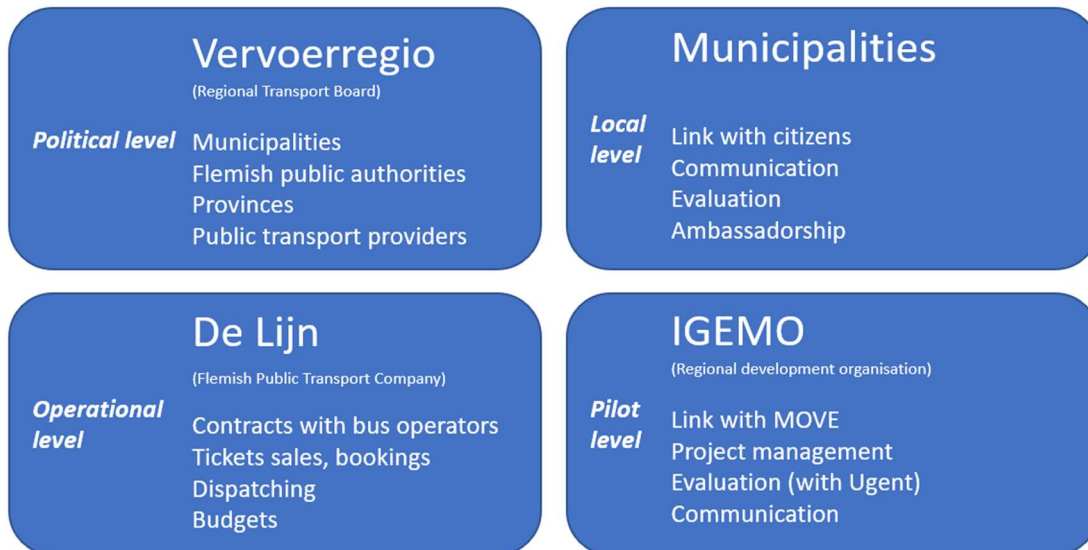 Vervoerregio
(Regional Transport Board)
Political level
Municipalities
Flemish public authorities
Provinces
Public transport providers
Municipalities
Local
level
Link with citizens
Communication
Evaluation
Ambassadorship
De Lijn
(Flemish Public Transport Company)
Operational
level
Contracts with bus operators
Tickets sales, bookings
Dispatching
Budgets
IGEMO
(Regional development organisation)
Pilot
level
Link with MOVE
Project management
Evaluation (with Ugent)
Communication